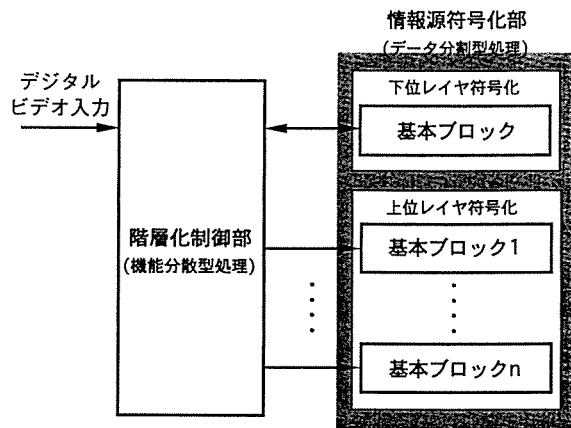 情報源符号化部
(データ分割型処理)
デジタル
ビデオ入力
下位レイヤ符号化
基本ブロック
階層化制御部
(機能分散型処理)
上位レイヤ符号化
基本ブロック1
基本ブロックn